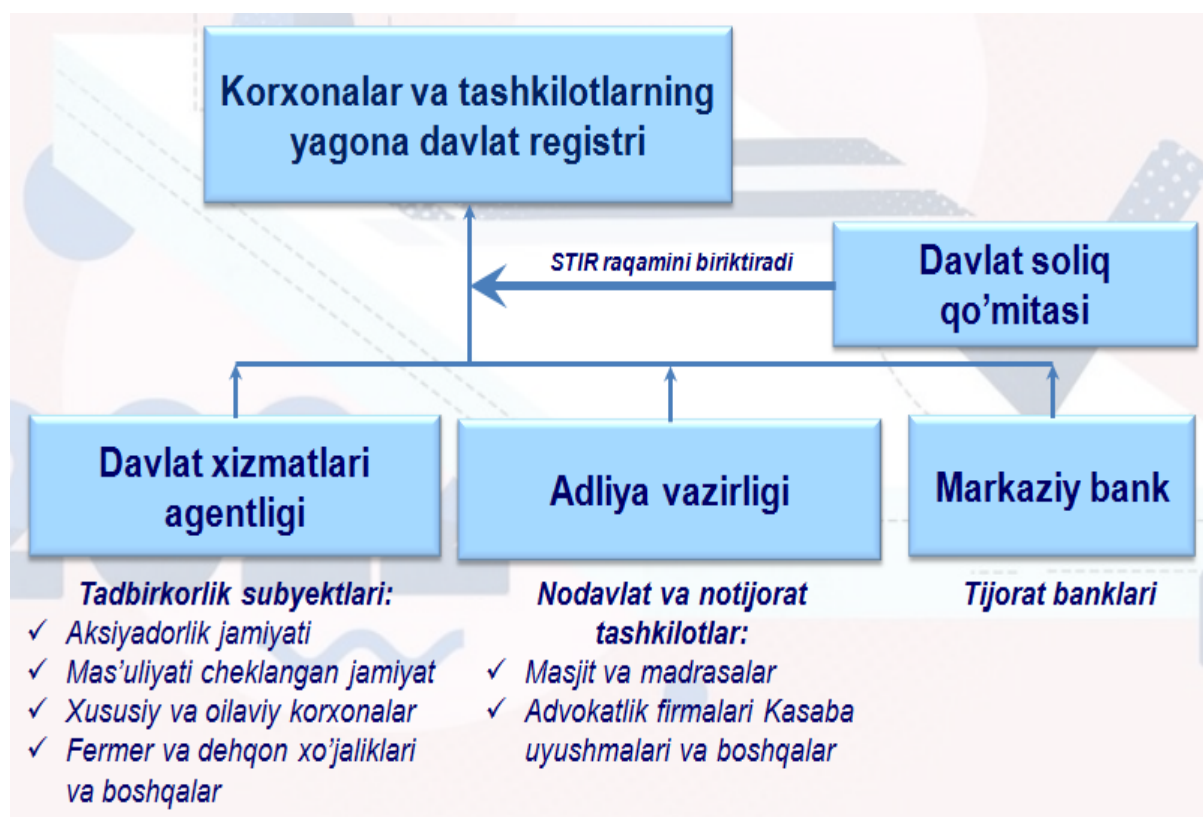 Korxonalar va tashkilotlarning
yagona davlat registri
STIR raqamini biriktiradi
Davlat soliq
qo’mitasi
Davlat xizmatlari
agentligi
Adliya vazirligi
Markaziy bank
Tadbirkorlik subyektlari:
✓ Aksiyadorlik jamiyati
✓ Mas’uliyati cheklangan jamiyat
✓ Xususiy va oilaviy korxonalar
✓ Fermer va dehqon xo’jaliklari
va boshqalar
Nodavlat va notijorat
tashkilotlar:
✓ Masjit va madrasalar
✓ Advokatlik firmalari Kasaba
uyushmalari va boshqalar
Tijorat banklari